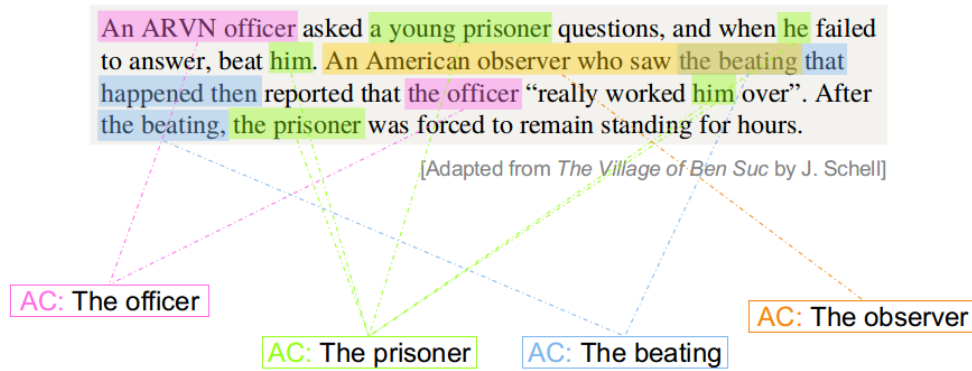 An ARVN officer asked a young prisoner questions, and when he failed
to answer, beat him. An American observer who saw the beating that
happened then reported that the officer “really worked him over”. After
the beating, the prisoner was forced to remain standing for hours.
[Adapted from The Village of Ben Suc by J. Schell]
AC: The officer
AC: The observer
AC: The prisoner
AC: The beating